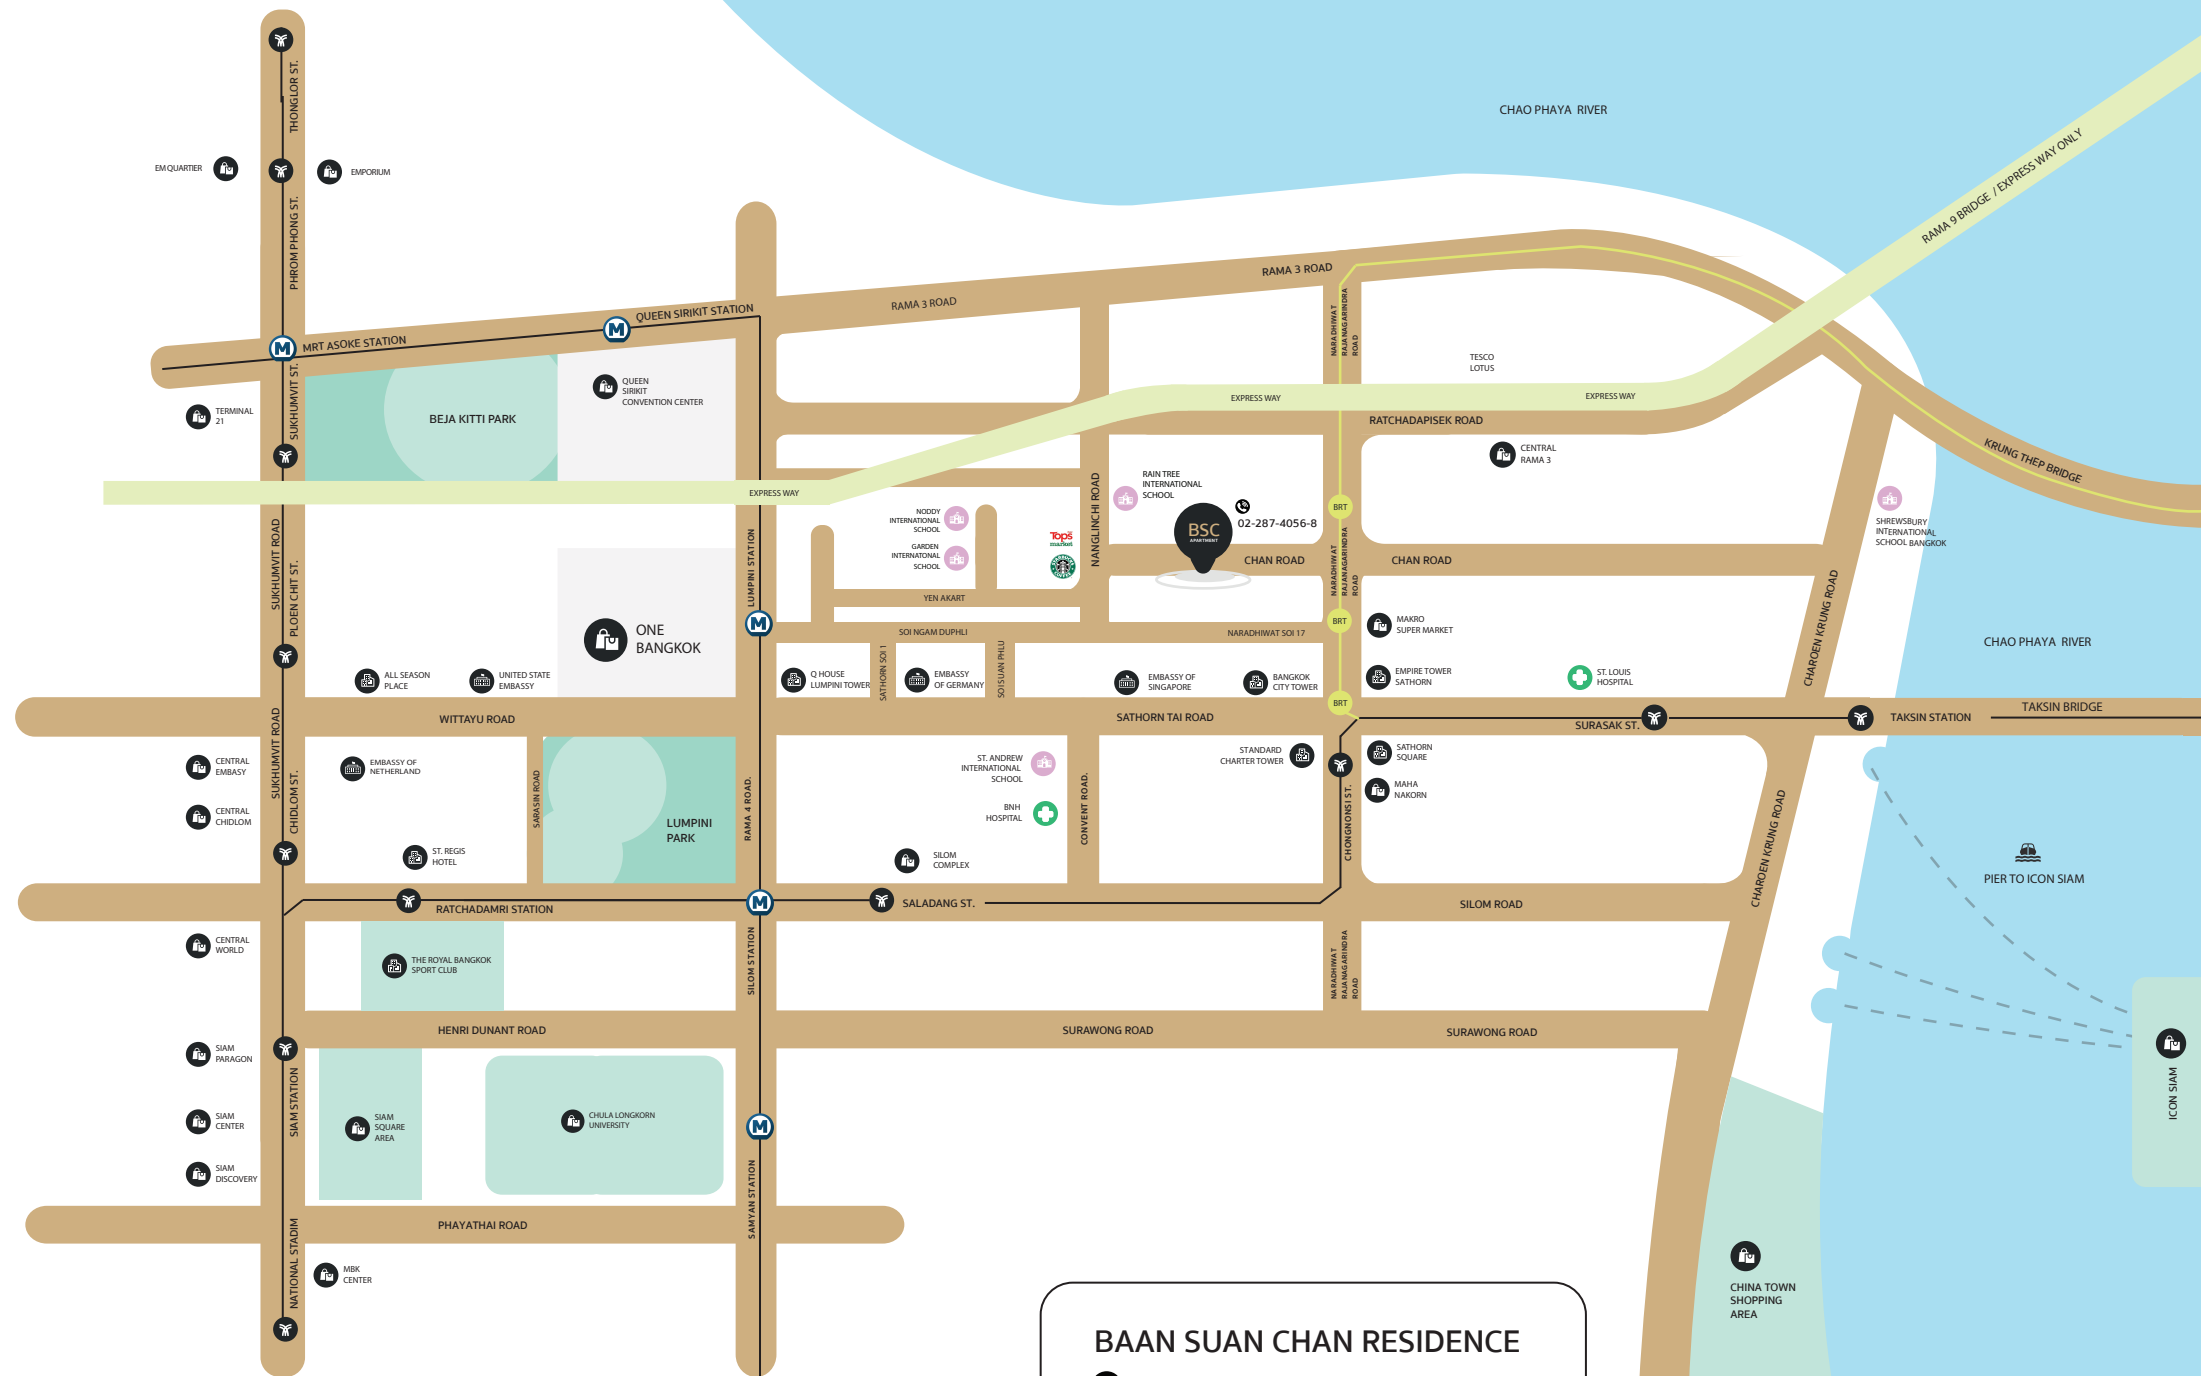 THONGLOR ST.
CHAO PHAYA RIVER
EM QUARTIER
EMPORIUM
PHROM PHONG ST.
RAMA 9 BRIDGE / EXPRESS WAY ONLY
RAMA 3 ROAD
RAMA 3 ROAD
QUEEN SIRIKIT STATION
M
MRT ASOKE STATION
M
NARADHIWAT
RAJANAGARINDRA
ROAD
TESCO
LOTUS
QUEEN
SIRIKIT
CONVENTION CENTER
TERMINAL
21
SUKHUMVIT ST.
BEJA KITTI PARK
EXPRESS WAY
EXPRESS WAY
RATCHADAPISEK ROAD
CENTRAL
RAMA 3
KRUNG THEP BRIDGE
EXPRESS WAY
RAIN TREE
INTERNATIONAL
SCHOOL
NANGLINCHI ROAD
BRT
NODDY
INTERNATIONAL
SCHOOL
GARDEN
INTERNATONAL
SCHOOL
Tops
market
BSC
APARTMENT
02-287-4056-8
SHREWSBURY
INTERNATIONAL
SCHOOL BANGKOK
SUKHUMVIT ROAD
PLOEN CHIT ST.
LUMPINI STATION
CHAN ROAD
CHAN ROAD
NARADHIWAT
RAJANAGARINDRA
ROAD
YEN AKART
M
BRT
ONE
BANGKOK
SOI NGAM DUPHLI
NARADHIWAT SOI 17
MAKRO
SUPER MARKET
CHAROEN KRUNG ROAD
CHAO PHAYA RIVER
ALL SEASON
PLACE
UNITED STATE
EMBASSY
Q HOUSE
LUMPINI TOWER
SATHORN SOI 1
EMBASSY
OF GERMANY
SOI SUAN PHLU
EMBASSY OF
SINGAPORE
BANGKOK
CITY TOWER
EMPIRE TOWER
SATHORN
ST. LOUIS
HOSPITAL
BRT
WITTAYU ROAD
SATHORN TAI ROAD
SURASAK ST.
TAKSIN STATION
TAKSIN BRIDGE
SUKHUMVIT ROAD
CHIDLOM ST.
CENTRAL
EMBASY
EMBASSY OF
NETHERLAND
CENTRAL
CHIDLOM
SARASIN ROAD
LUMPINI
PARK
RAMA 4 ROAD.
ST. ANDREW
INTERNATIONAL
SCHOOL
BNH
HOSPITAL
CONVENT ROAD.
STANDARD
CHARTER TOWER
SATHORN
SQUARE
MAHA
NAKORN
CHONGNONSI ST.
CHAROEN KRUNG ROAD
ST. REGIS
HOTEL
SILOM
COMPLEX
PIER TO ICON SIAM
RATCHADAMRI STATION
M
SALADANG ST.
SILOM ROAD
CENTRAL
WORLD
THE ROYAL BANGKOK
SPORT CLUB
SILOM STATION
NARADHIWAT
RAJANAGARINDRA
ROAD
HENRI DUNANT ROAD
SURAWONG ROAD
SURAWONG ROAD
SIAM
PARAGON
SIAM STATION
SIAM
CENTER
SIAM
SQUARE
AREA
CHULA LONGKORN
UNIVERSITY
M
ICON SIAM
SIAM
DISCOVERY
SAMYAN STATION
PHAYATHAI ROAD
NATIONAL STADIM
MBK
CENTER
CHINA TOWN
SHOPPING
AREA
BAAN SUAN CHAN RESIDENCE